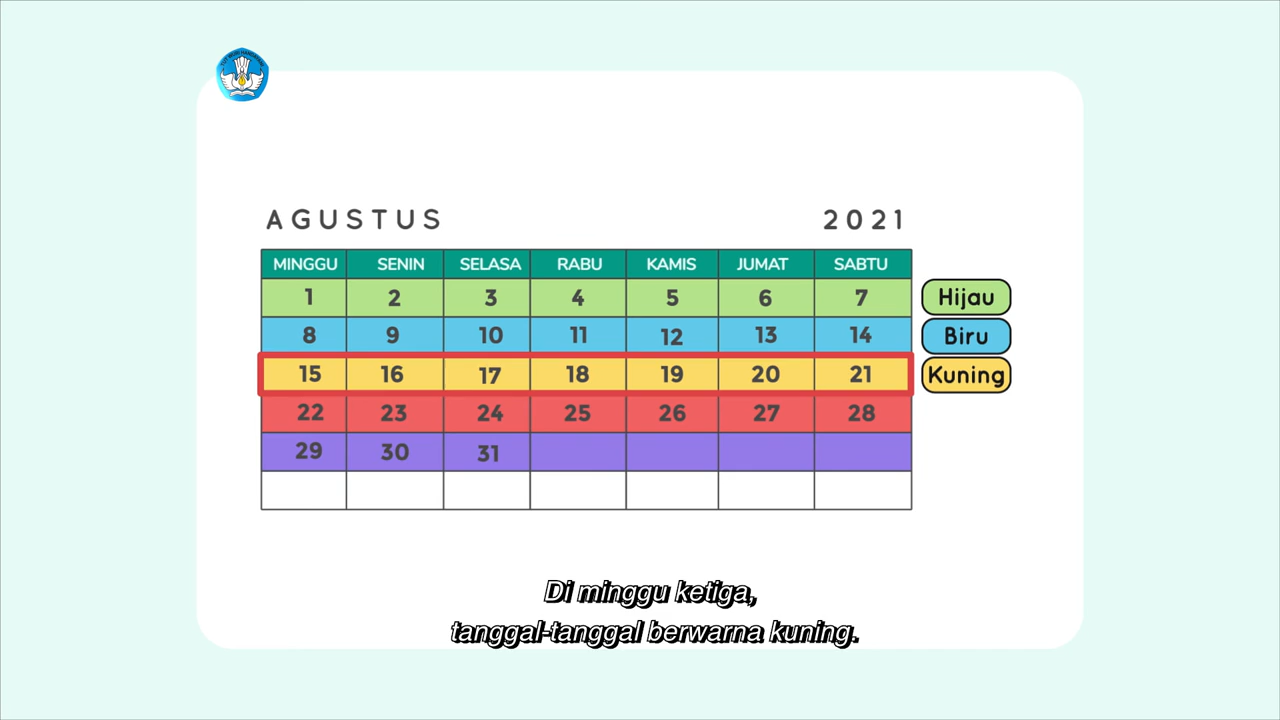 AGUSTUS 2021
MINGGU SENIN SELASA RABU KAMIS JUMAT SABTU
1 2 3 4 5 6 7 Hijau
8 9 10 11 12 13 14 Biru
15 16 17 18 19 20 21 Kuning
22 23 24 25 26 27 28
29 30 31
Di minggu ketiga,
tanggal-tanggal berwarna kuning.